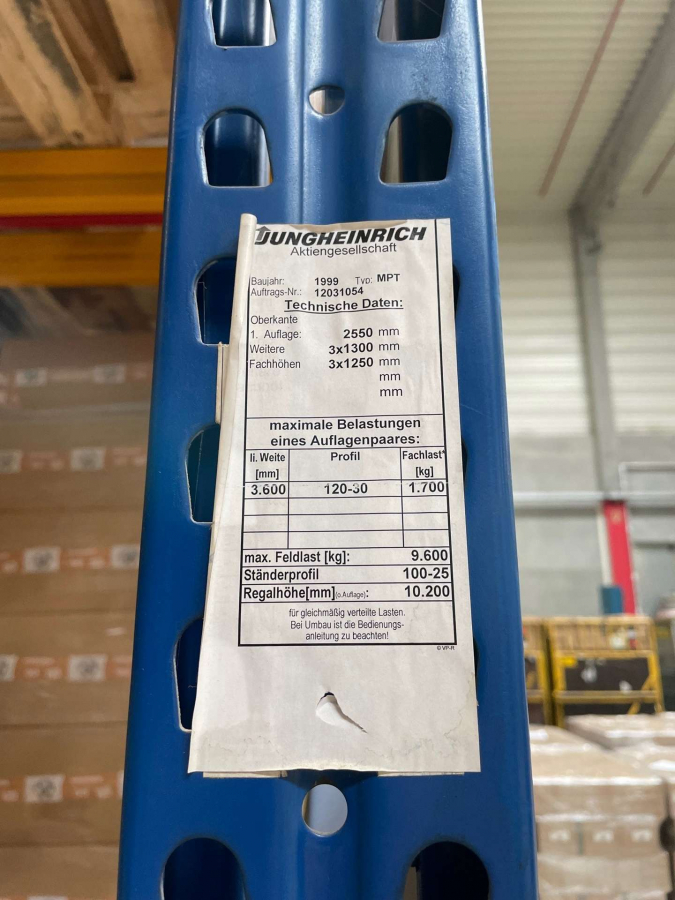 JUNGHEINRICH
Aktiengesellschaft
Baujahr: 1999 Typ: MPT
Auftrags-Nr.: 12031054
Technische Daten:
Oberkante
1. Auflage: 2550 mm
Weitere 3x1300 mm
Fachhöhen 3x1250 mm
mm
mm
maximale Belastungen
eines Auflagenpaares:
li. Weite Profil Fachlast*
[mm] [kg]
3.600 120-30 1.700
max. Feldlast [kg]: 9.600
Ständerprofil 100-25
Regalhöhe[mm](o.Auflage): 10.200
für gleichmäßig verteilte Lasten.
Bei Umbau ist die Bedienungs-
anleitung zu beachten!
© VP-R